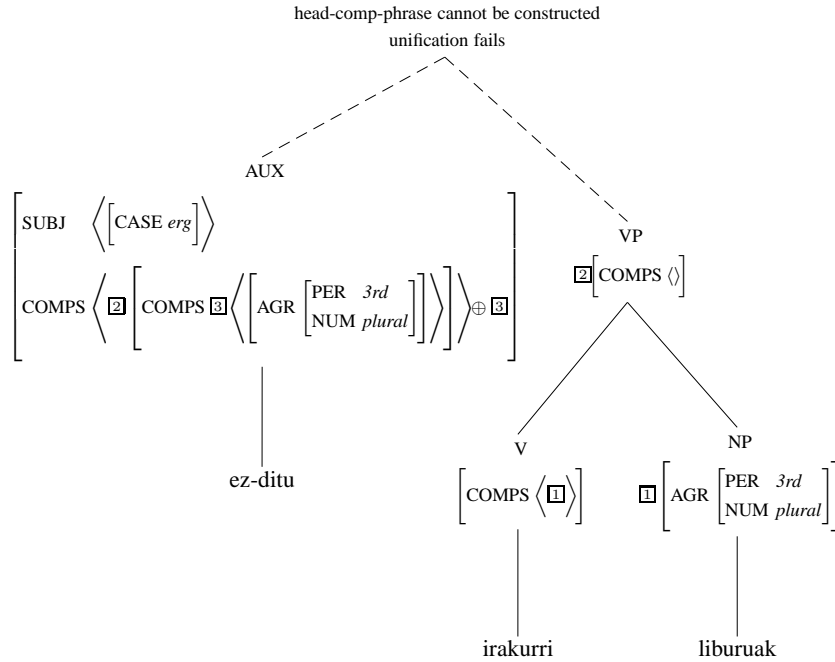 head-comp-phrase cannot be constructed
unification fails
AUX
SUBJ ⟨[CASE erg]⟩
COMPS ⟨ 2 [COMPS 3 ⟨[AGR [PER 3rd
NUM plural]]⟩]⟩ ⊕ 3
VP
2 [COMPS ⟨⟩]
V
NP
[COMPS ⟨ 1 ⟩]
1 [AGR [PER 3rd
NUM plural]]
ez-ditu
irakurri
liburuak